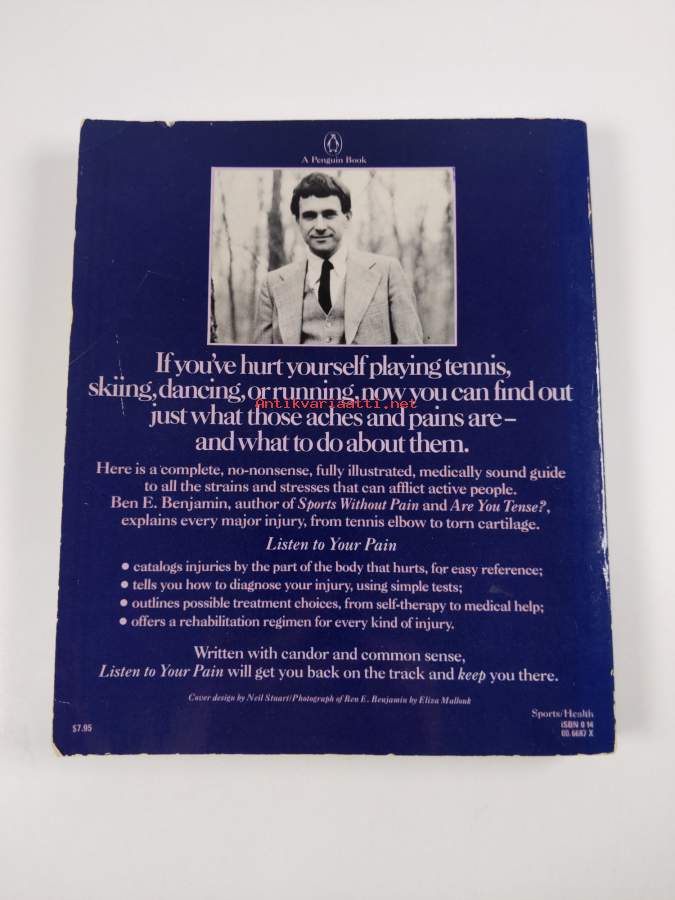 A Penguin Book
If you've hurt yourself playing tennis,
skiing, dancing, or running, now you can find out
antikvariaatti.net
just what those aches and pains are–
and what to do about them.
Here is a complete, no-nonsense, fully illustrated, medically sound guide
to all the strains and stresses that can afflict active people.
Ben E. Benjamin, author of Sports Without Pain and Are You Tense?,
explains every major injury, from tennis elbow to torn cartilage.
Listen to Your Pain
• catalogs injuries by the part of the body that hurts, for easy reference;
• tells you how to diagnose your injury, using simple tests;
• outlines possible treatment choices, from self-therapy to medical help;
• offers a rehabilitation regimen for every kind of injury.
Written with candor and common sense,
Listen to Your Pain will get you back on the track and keep you there.
Cover design by Neil Stuart/Photograph of Ben E. Benjamin by Eliza Mallouk
Sports/Health
$7.95
ISBN 0 14
00.6687 X